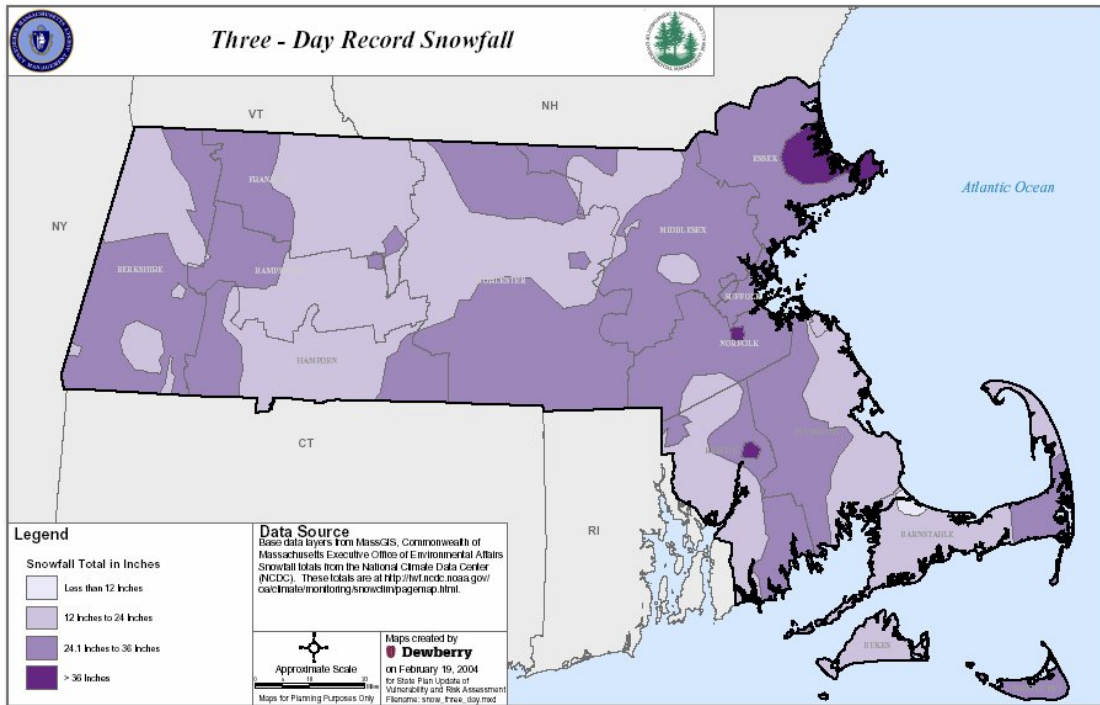 Three - Day Record Snowfall
NH
VT
ESSEX
Atlantic Ocean
NY
MIDDLESEX
BERKSHIRE
SUFFOLK
NORFOLK
HAMPDEN
CT
RI
BARNSTABLE
DUKES
Legend
Snowfall Total in Inches
Less than 12 Inches
12 Inches to 24 Inches
24.1 Inches to 36 Inches
> 36 Inches
Data Source
Base data layers from MassGIS, Commonwealth of
Massachusetts Executive Office of Environmental Affairs
Snowfall totals from the National Climate Data Center
(NCDC). These totals are at http://lwf.ncdc.noaa.gov/
oa/climate/monitoring/snowclim/pagemap.html.
Approximate Scale
Maps for Planning Purposes Only
Maps created by
Dewberry
on February 19, 2004
for State Plan Update of
Vulnerability and Risk Assessment
Filename: snow_three_day.mxd